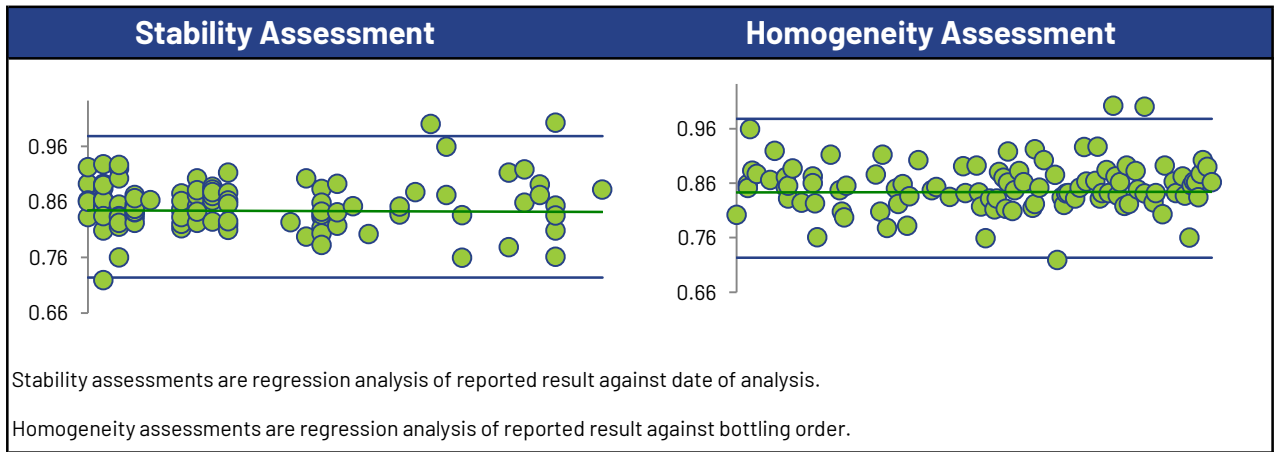 Stability Assessment
Homogeneity Assessment
0.96
0.86
0.76
0.66
0.96
0.86
0.76
0.66
Stability assessments are regression analysis of reported result against date of analysis.
Homogeneity assessments are regression analysis of reported result against bottling order.